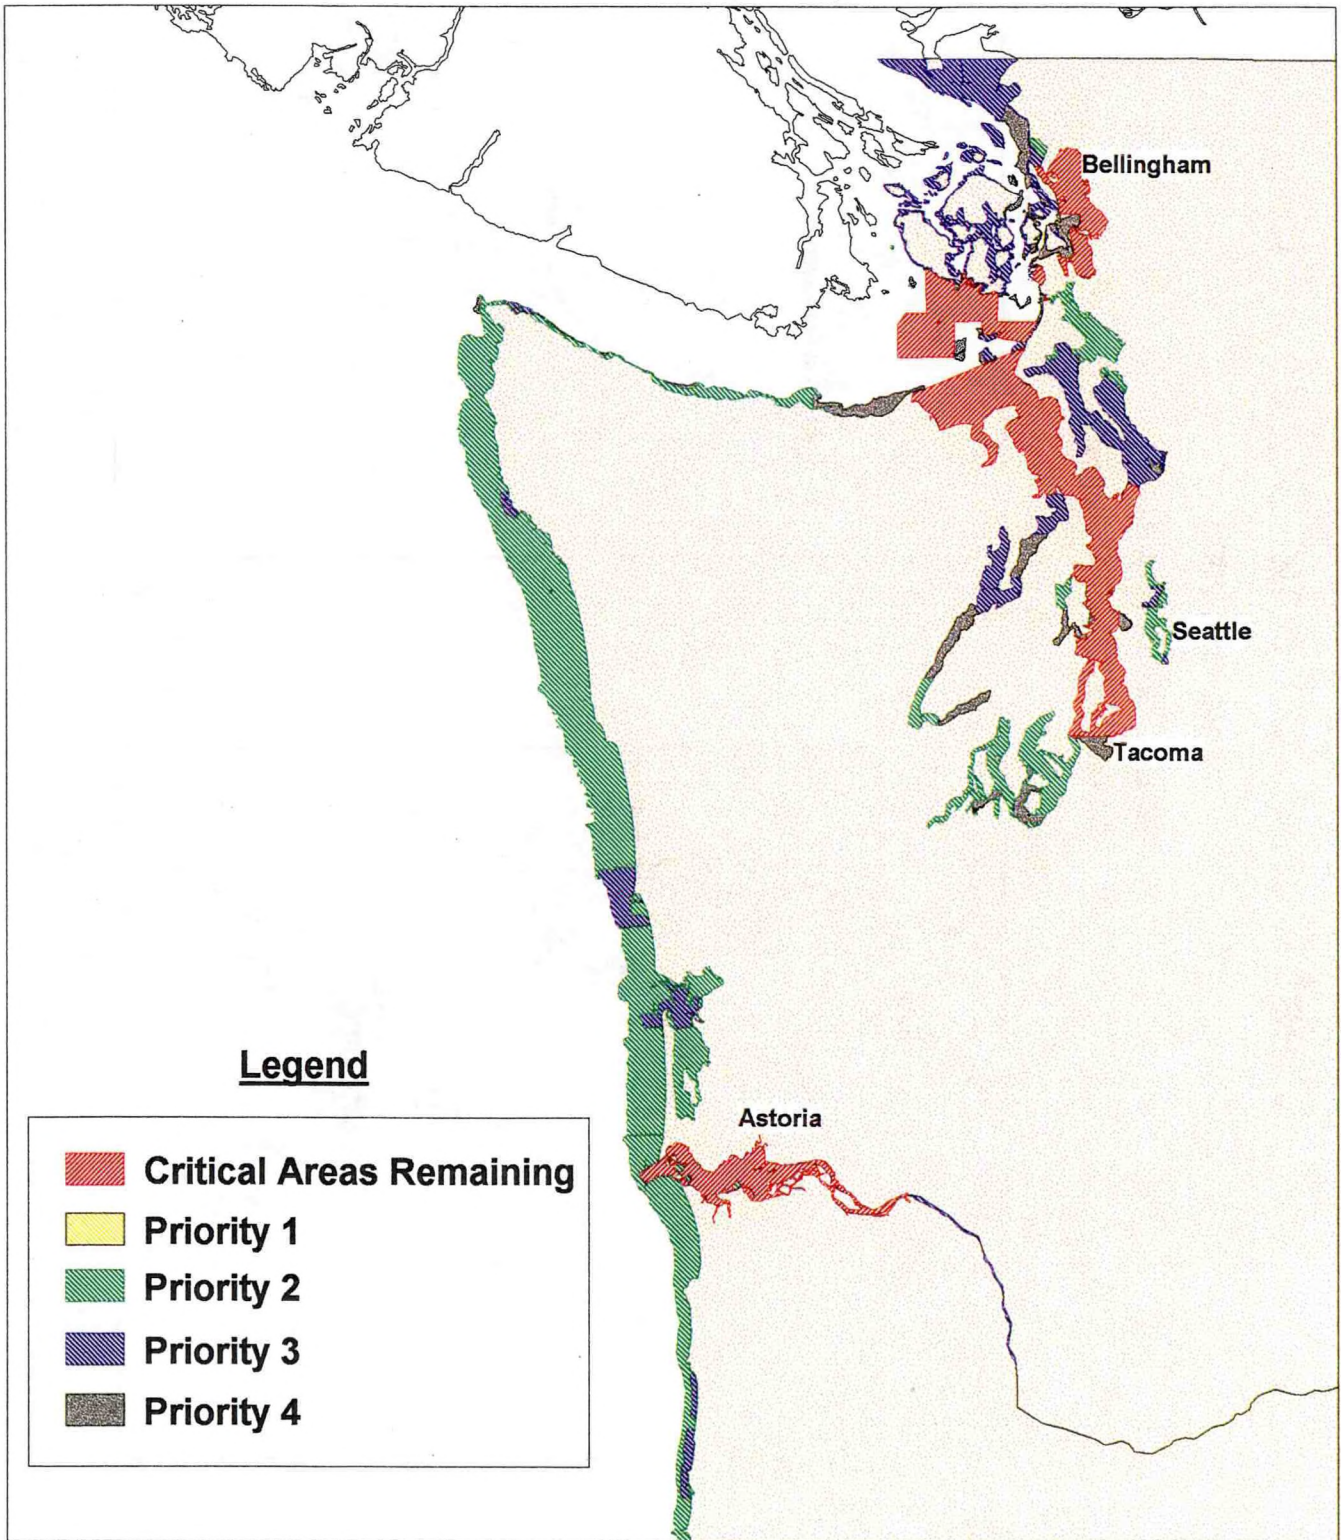 Bellingham
Seattle
Tacoma
Legend
Astoria
Critical Areas Remaining
Priority 1
Priority 2
Priority 3
Priority 4